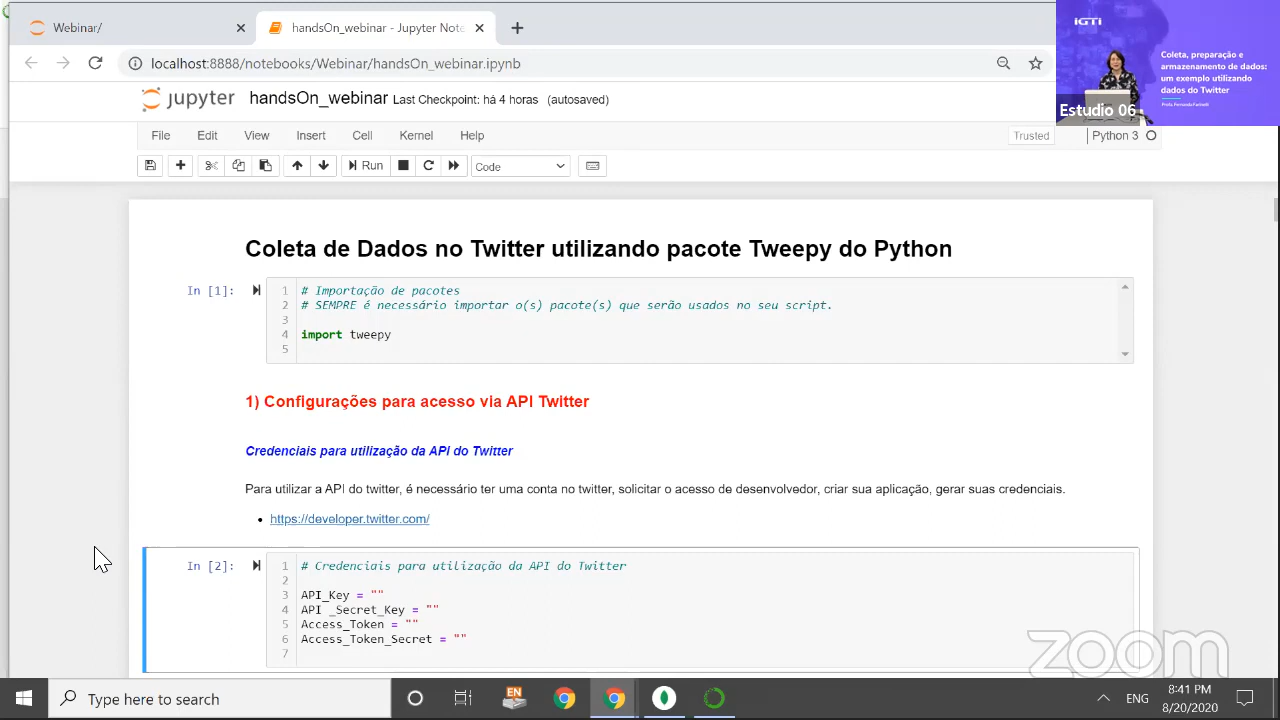 Webinar/
handsOn_webinar - Jupyter Note
localhost:8888/notebooks/Webinar/handsOn_webinar.ipynb
iGTi
Coleta, preparação e
armazenamento de dados:
um exemplo utilizando
dados do Twitter
Profa. Fernanda Farinelli
Estudio 06
jupyter handsOn_webinar Last Checkpoint: há 4 horas (autosaved)
File Edit View Insert Cell Kernel Help
Trusted
Python 3
Run
Code
Coleta de Dados no Twitter utilizando pacote Tweepy do Python
In [1]:
1 # Importação de pacotes
2 # SEMPRE é necessário importar o(s) pacote(s) que serão usados no seu script.
3
4 import tweepy
5
1) Configurações para acesso via API Twitter
Credenciais para utilização da API do Twitter
Para utilizar a API do twitter, é necessário ter uma conta no twitter, solicitar o acesso de desenvolvedor, criar sua aplicação, gerar suas credenciais.
• https://developer.twitter.com/
In [2]:
1 # Credenciais para utilização da API do Twitter
2
3 API_Key = ""
4 API _Secret_Key = ""
5 Access_Token = ""
6 Access_Token_Secret = ""
7
zoom
Type here to search
EN
ENG
8:41 PM
8/20/2020